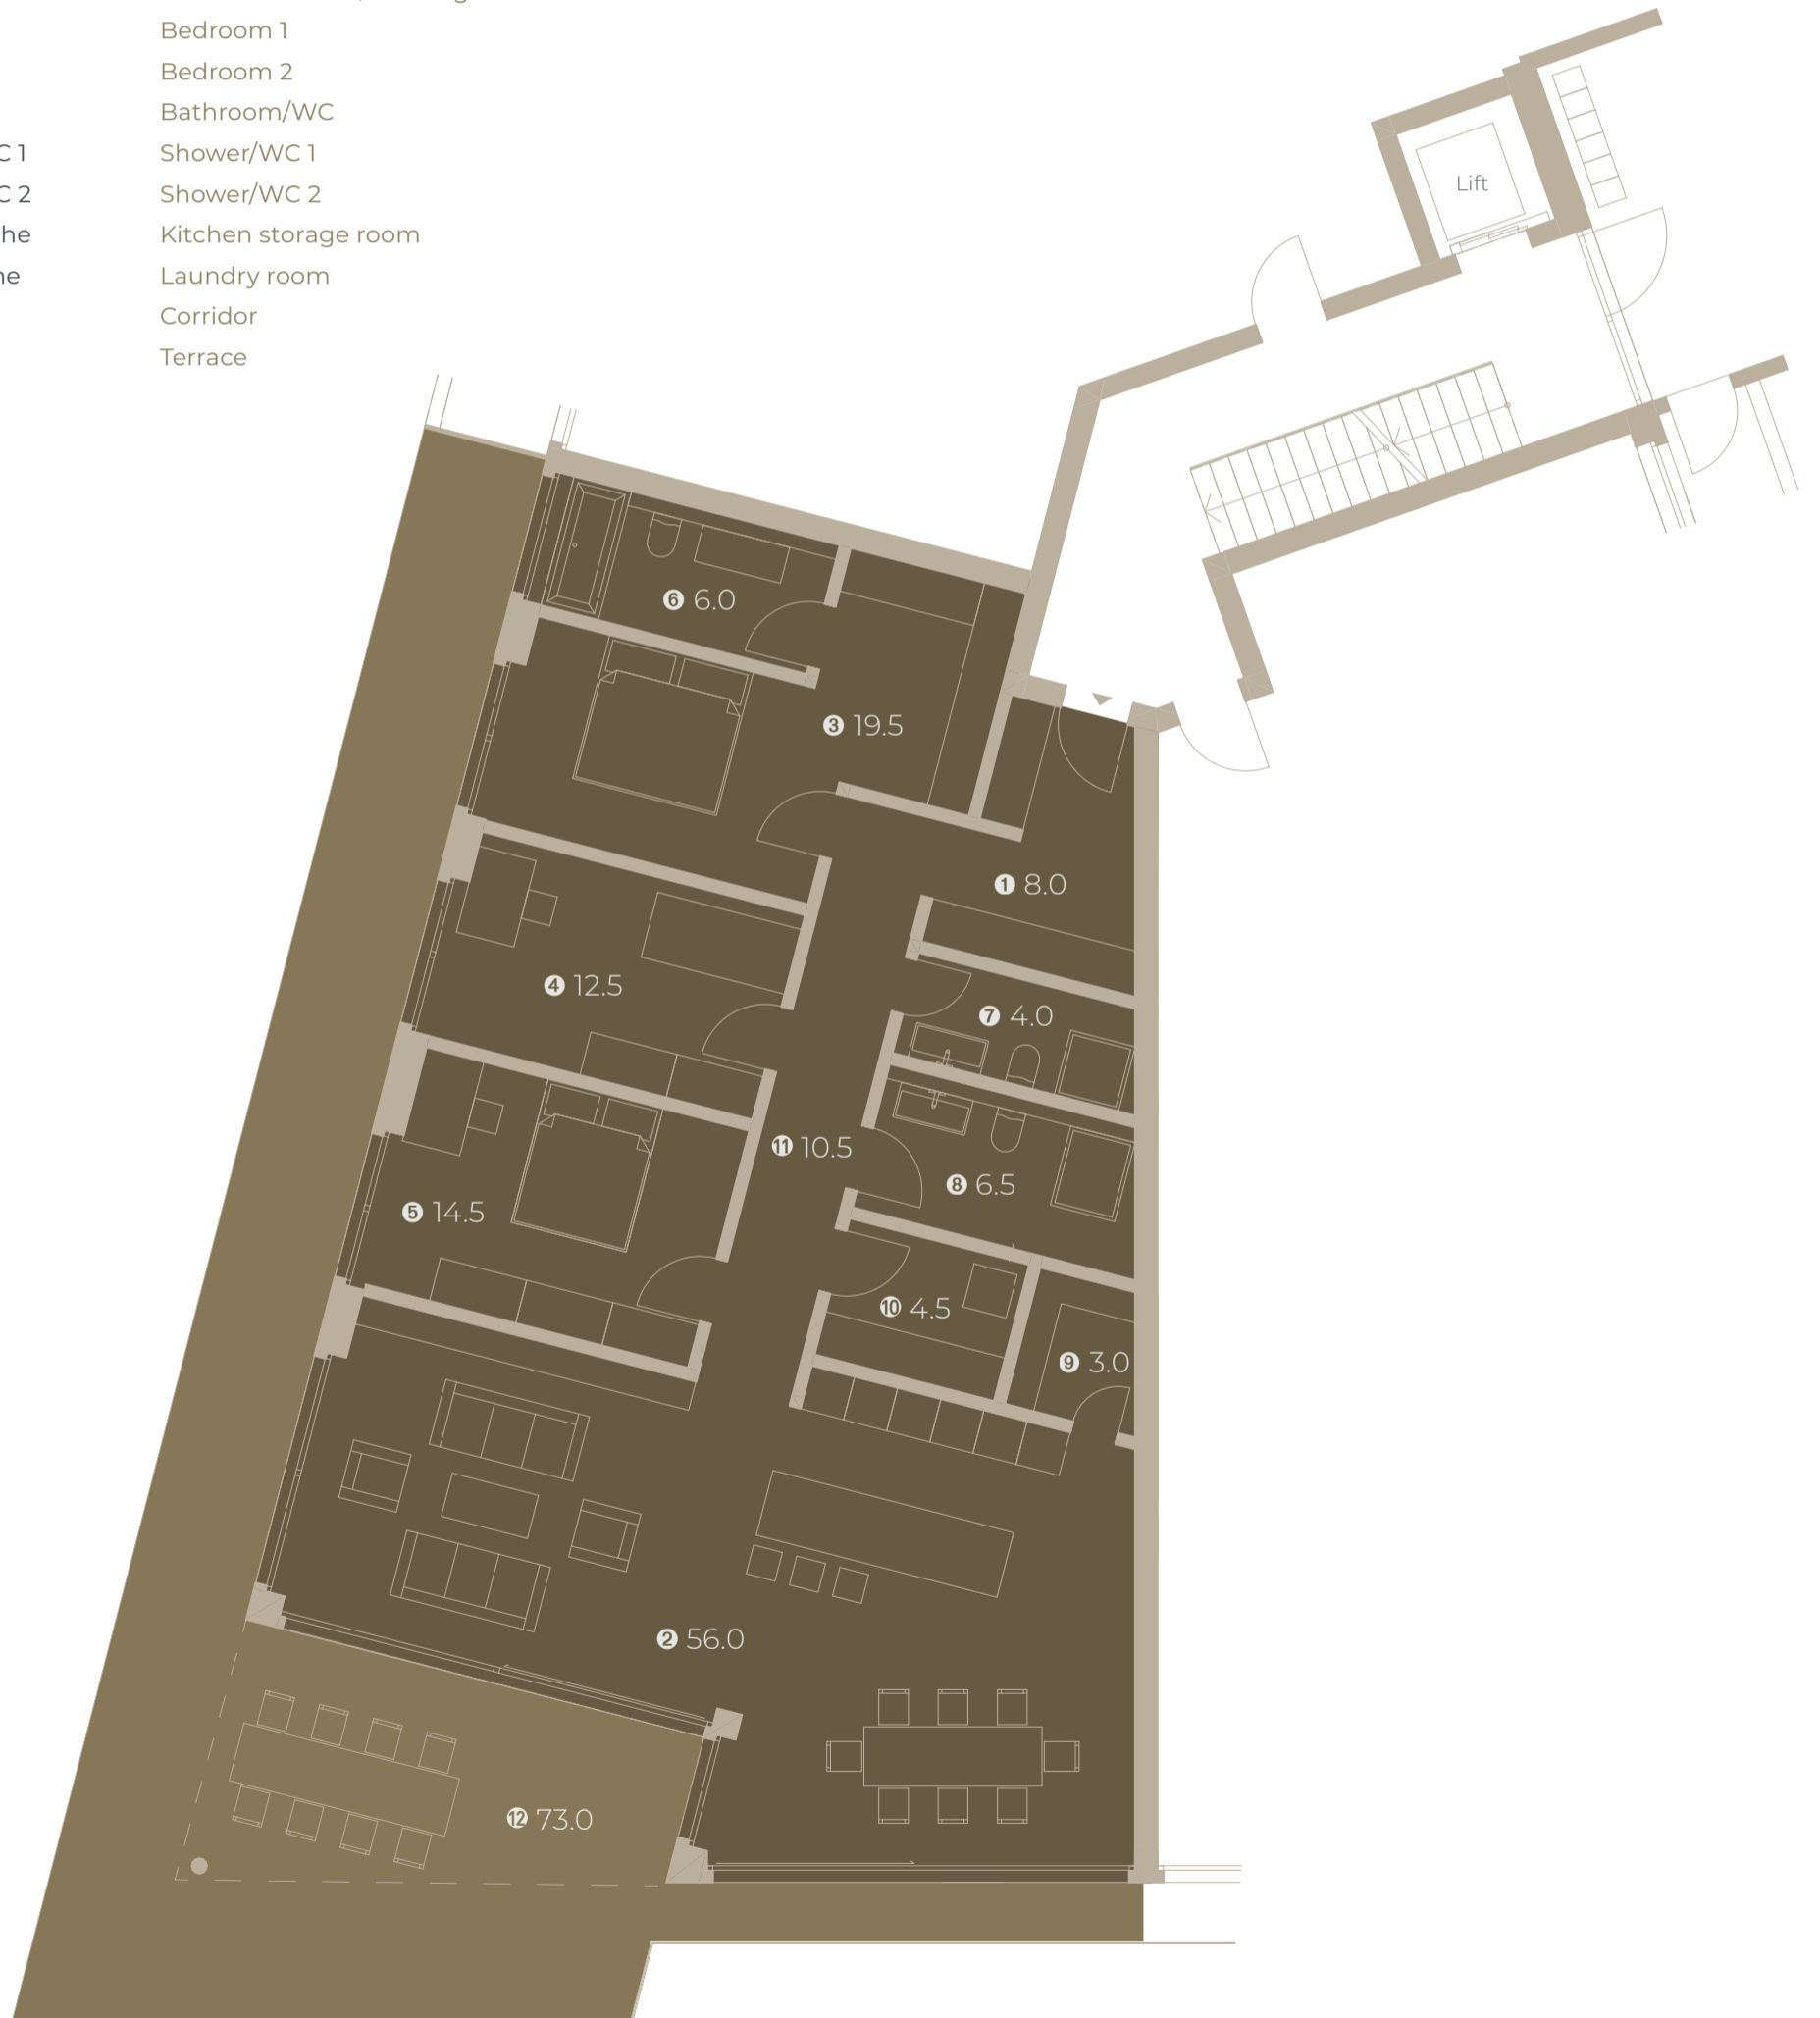 Bedroom 1
Bedroom 2
Bathroom/WC
C 1 Shower/WC 1
C 2 Shower/WC 2
he Kitchen storage room
ne Laundry room
Corridor
Terrace
Lift
6 6.0
3 19.5
1 8.0
4 12.5
7 4.0
11 10.5
8 6.5
5 14.5
10 4.5
9 3.0
2 56.0
12 73.0